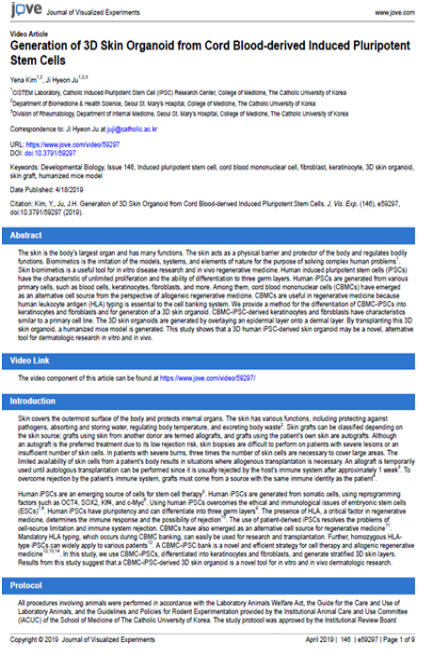 jove Journal of Visualized Experiments www.jove.com
Video Article
Generation of 3D Skin Organoid from Cord Blood-derived Induced Pluripotent
Stem Cells
Yena Kim1,2, Ji Hyeon Ju1,2,3
1CiSTEM Laboratory, Catholic Induced Pluripotent Stem Cell (iPSC) Research Center, College of Medicine, The Catholic University of Korea
2Department of Biomedicine & Health Science, Seoul St. Mary's Hospital, College of Medicine, The Catholic University of Korea
3Division of Rheumatology, Department of Internal Medicine, Seoul St. Mary's Hospital, College of Medicine, The Catholic University of Korea
Correspondence to: Ji Hyeon Ju at juji@catholic.ac.kr
URL: https://www.jove.com/video/59297
DOI: doi:10.3791/59297
Keywords: Developmental Biology, Issue 146, Induced pluripotent stem cell, cord blood mononuclear cell, fibroblast, keratinocyte, 3D skin organoid,
skin graft, humanized mice model
Date Published: 4/18/2019
Citation: Kim, Y., Ju, J.H. Generation of 3D Skin Organoid from Cord Blood-derived Induced Pluripotent Stem Cells. J. Vis. Exp. (146), e59297,
doi:10.3791/59297 (2019).
Abstract
The skin is the body's largest organ and has many functions. The skin acts as a physical barrier and protector of the body and regulates bodily
functions. Biomimetics is the imitation of the models, systems, and elements of nature for the purpose of solving complex human problems1.
Skin biomimetics is a useful tool for in vitro disease research and in vivo regenerative medicine. Human induced pluripotent stem cells (iPSCs)
have the characteristic of unlimited proliferation and the ability of differentiation to three germ layers. Human iPSCs are generated from various
primary cells, such as blood cells, keratinocytes, fibroblasts, and more. Among them, cord blood mononuclear cells (CBMCs) have emerged
as an alternative cell source from the perspective of allogeneic regenerative medicine. CBMCs are useful in regenerative medicine because
human leukocyte antigen (HLA) typing is essential to the cell banking system. We provide a method for the differentiation of CBMC-iPSCs into
keratinocytes and fibroblasts and for generation of a 3D skin organoid. CBMC-iPSC-derived keratinocytes and fibroblasts have characteristics
similar to a primary cell line. The 3D skin organoids are generated by overlaying an epidermal layer onto a dermal layer. By transplanting this 3D
skin organoid, a humanized mice model is generated. This study shows that a 3D human iPSC-derived skin organoid may be a novel, alternative
tool for dermatologic research in vitro and in vivo.
Video Link
The video component of this article can be found at https://www.jove.com/video/59297/
Introduction
Skin covers the outermost surface of the body and protects internal organs. The skin has various functions, including protecting against
pathogens, absorbing and storing water, regulating body temperature, and excreting body waste2. Skin grafts can be classified depending on
the skin source; grafts using skin from another donor are termed allografts, and grafts using the patient's own skin are autografts. Although
an autograft is the preferred treatment due to its low rejection risk, skin biopsies are difficult to perform on patients with severe lesions or an
insufficient number of skin cells. In patients with severe burns, three times the number of skin cells are necessary to cover large areas. The
limited availability of skin cells from a patient's body results in situations where allogenous transplantation is necessary. An allograft is temporarily
used until autologous transplantation can be performed since it is usually rejected by the host's immune system after approximately 1 week3. To
overcome rejection by the patient's immune system, grafts must come from a source with the same immune identity as the patient4.
Human iPSCs are an emerging source of cells for stem cell therapy5. Human iPSCs are generated from somatic cells, using reprogramming
factors such as OCT4, SOX2, Klf4, and c-Myc6. Using human iPSCs overcomes the ethical and immunological issues of embryonic stem cells
(ESCs)7,8. Human iPSCs have pluripotency and can differentiate into three germ layers9. The presence of HLA, a critical factor in regenerative
medicine, determines the immune response and the possibility of rejection10. The use of patient-derived iPSCs resolves the problems of
cell-source limitation and immune system rejection. CBMCs have also emerged as an alternative cell source for regenerative medicine11.
Mandatory HLA typing, which occurs during CBMC banking, can easily be used for research and transplantation. Further, homozygous HLA-
type iPSCs can widely apply to various patients12. A CBMC-iPSC bank is a novel and efficient strategy for cell therapy and allogenic regenerative
medicine12,13,14. In this study, we use CBMC-iPSCs, differentiated into keratinocytes and fibroblasts, and generate stratified 3D skin layers.
Results from this study suggest that a CBMC-iPSC-derived 3D skin organoid is a novel tool for in vitro and in vivo dermatologic research.
Protocol
All procedures involving animals were performed in accordance with the Laboratory Animals Welfare Act, the Guide for the Care and Use of
Laboratory Animals, and the Guidelines and Policies for Rodent Experimentation provided by the Institutional Animal Care and Use Committee
(IACUC) of the School of Medicine of The Catholic University of Korea. The study protocol was approved by the Institutional Review Board
Copyright © 2019 Journal of Visualized Experiments April 2019 | 146 | e59297 | Page 1 of 9